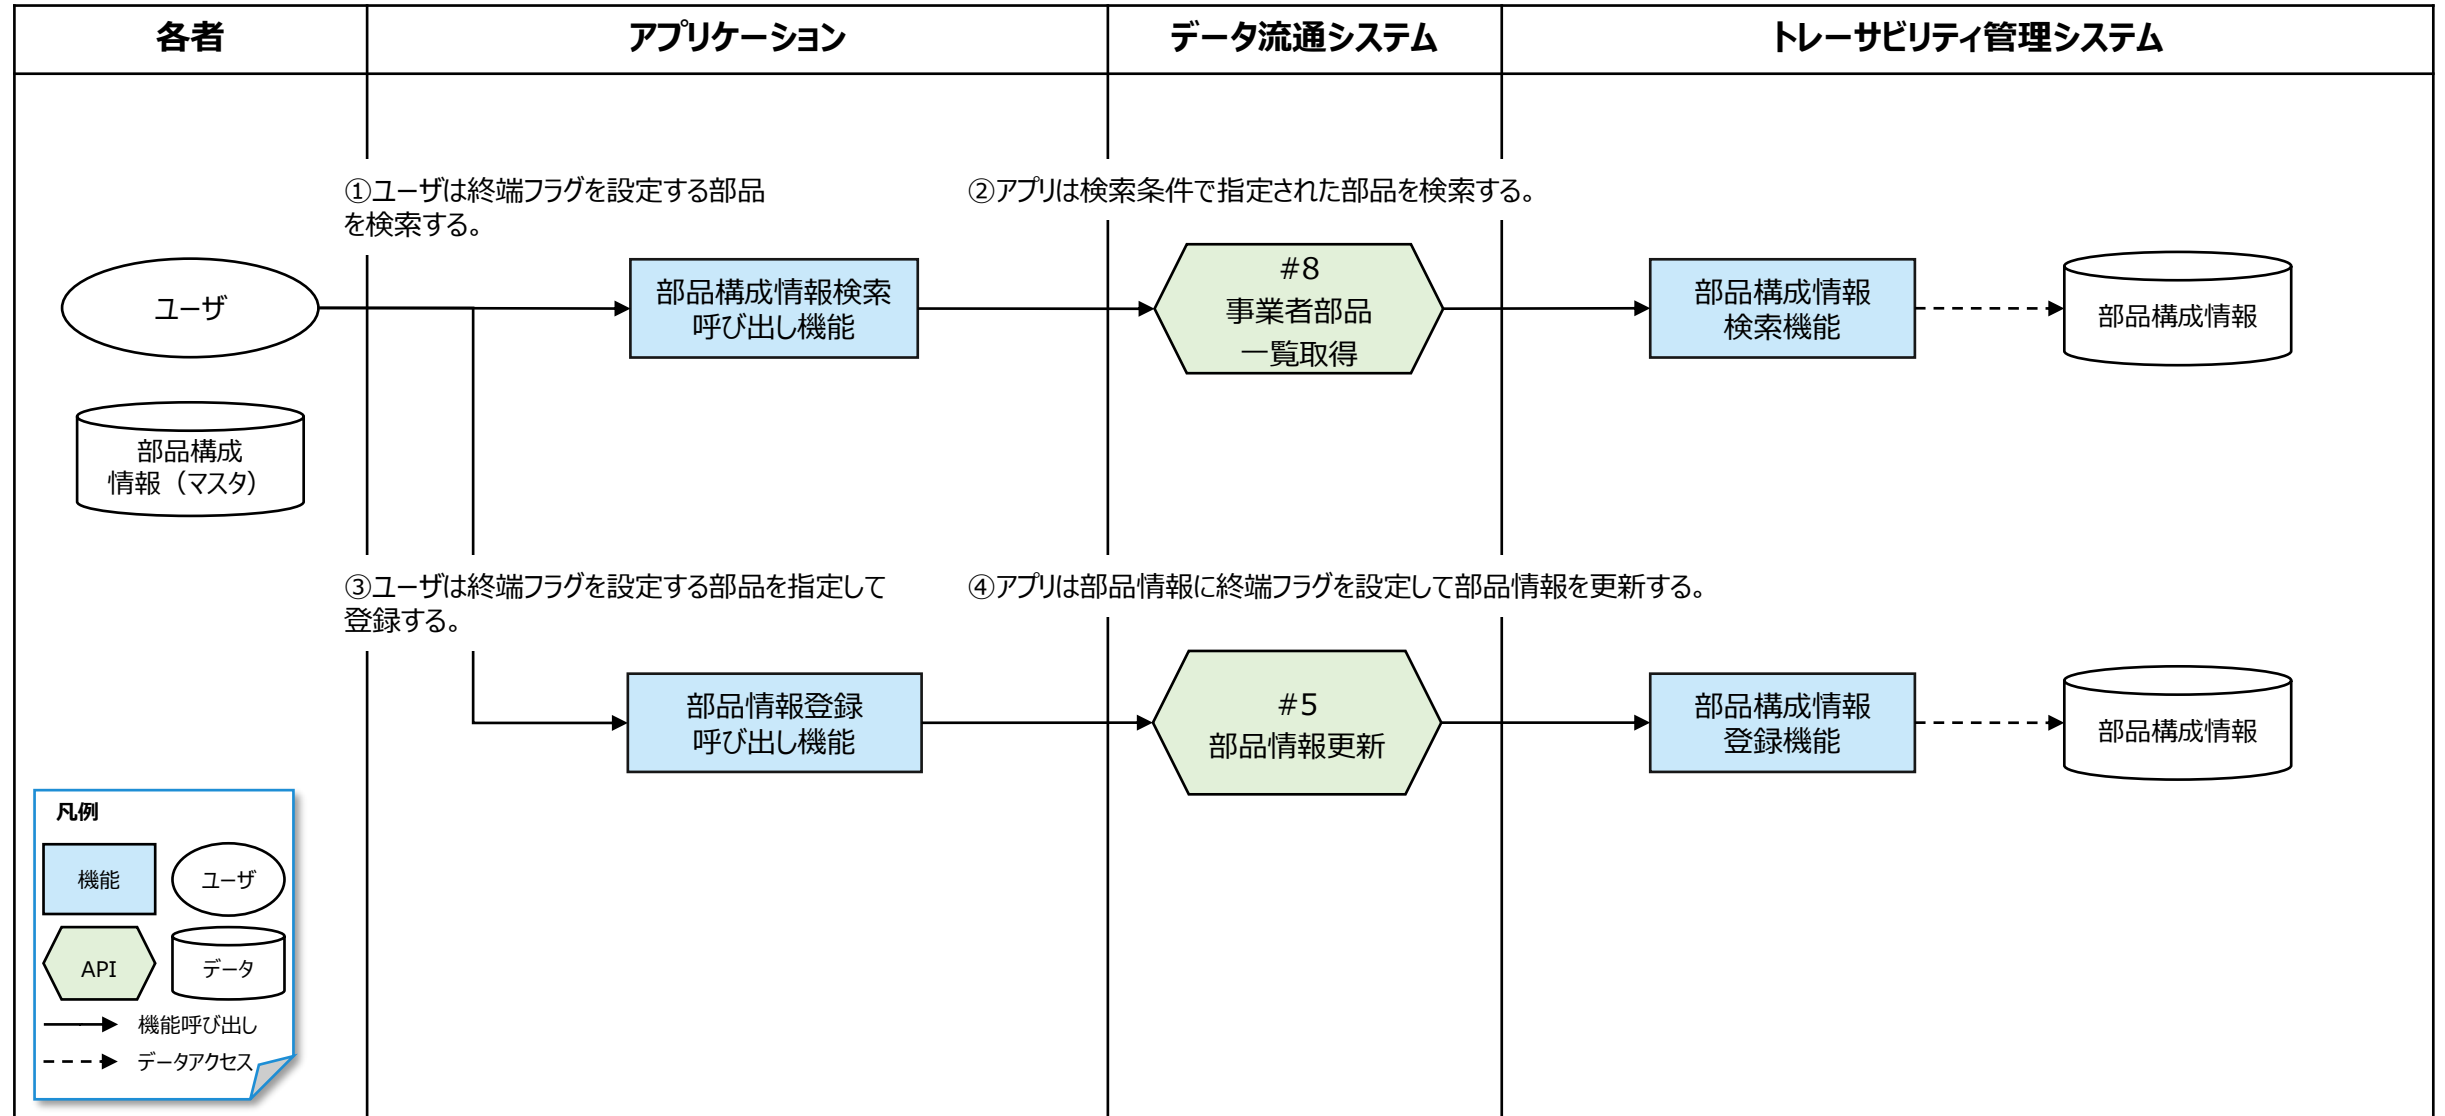 各者
アプリケーション
データ流通システム
トレーサビリティ管理システム
①ユーザは終端フラグを設定する部品
を検索する。
②アプリは検索条件で指定された部品を検索する。
ユーザ
部品構成情報検索
呼び出し機能
#8
事業者部品
一覧取得
部品構成情報
検索機能
部品構成情報
部品構成
情報（マスタ）
③ユーザは終端フラグを設定する部品を指定して
登録する。
④アプリは部品情報に終端フラグを設定して部品情報を更新する。
部品情報登録
呼び出し機能
#5
部品情報更新
部品構成情報
登録機能
部品構成情報
凡例
機能
ユーザ
API
データ
機能呼び出し
データアクセス